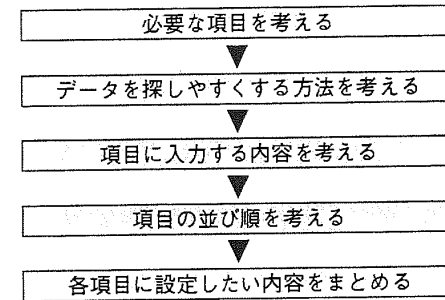 必要な項目を考える
データを探しやすくする方法を考える
項目に入力する内容を考える
項目の並び順を考える
各項目に設定したい内容をまとめる